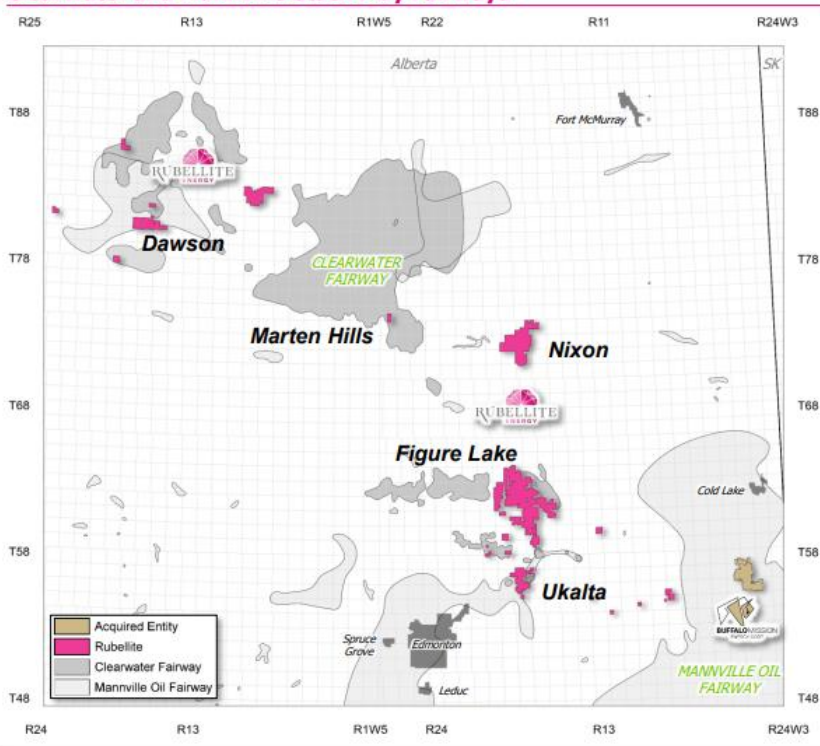 R25 R13 R1W5 R22 R11 R24W3
Alberta SK
T88 T88
Fort McMurray
RUBELLITE
ENERGY
Dawson
T78 T78
CLEARWATER
FAIRWAY
Marten Hills
Nixon
T68 T68
RUBELLITE
ENERGY
Figure Lake
Cold Lake
T58 T58
Ukalta
Acquired Entity
Rubellite
Clearwater Fairway
Mannville Oil Fairway
Spruce
Grove
Edmonton
Leduc
BUFFALO MISSION
MANNVILLE OIL
FAIRWAY
T48 T48
R24 R13 R1W5 R24 R13 R24W3